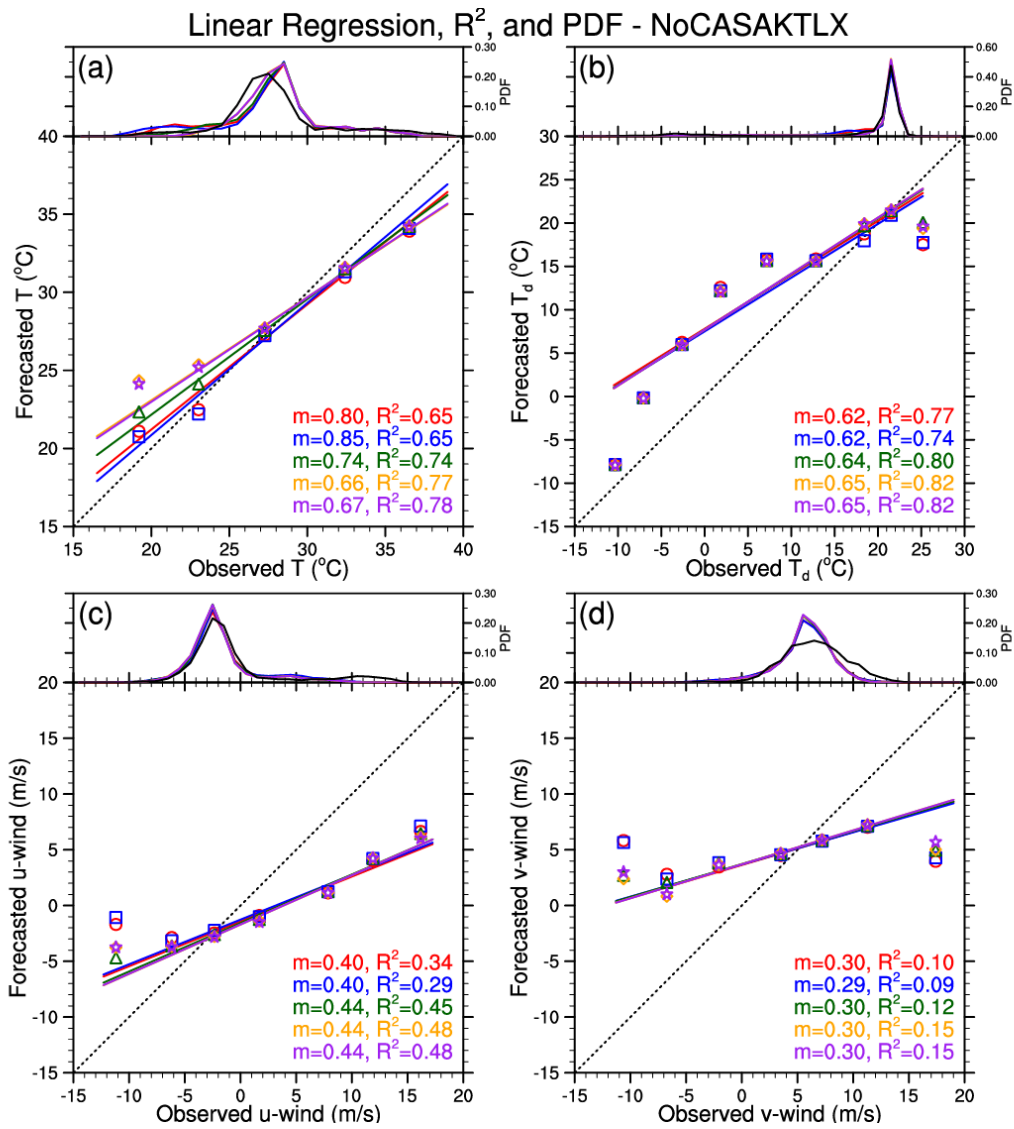 Linear Regression, R², and PDF - NoCASAKTLX
(a)
0.30
0.20
0.10
0.00
PDF
40
35
30
25
20
15
Forecasted T (°C)
m=0.80, R²=0.65
m=0.85, R²=0.65
m=0.74, R²=0.74
m=0.66, R²=0.77
m=0.67, R²=0.78
15 20 25 30 35 40
Observed T (°C)
(b)
0.60
0.40
0.20
0.00
PDF
30
25
20
15
10
5
0
-5
-10
-15
Forecasted T_d (°C)
m=0.62, R²=0.77
m=0.62, R²=0.74
m=0.64, R²=0.80
m=0.65, R²=0.82
m=0.65, R²=0.82
-15 -10 -5 0 5 10 15 20 25 30
Observed T_d (°C)
(c)
0.30
0.20
0.10
0.00
PDF
20
15
10
5
0
-5
-10
-15
Forecasted u-wind (m/s)
m=0.40, R²=0.34
m=0.40, R²=0.29
m=0.44, R²=0.45
m=0.44, R²=0.48
m=0.44, R²=0.48
-15 -10 -5 0 5 10 15 20
Observed u-wind (m/s)
(d)
0.30
0.20
0.10
0.00
PDF
20
15
10
5
0
-5
-10
-15
Forecasted v-wind (m/s)
m=0.30, R²=0.10
m=0.29, R²=0.09
m=0.30, R²=0.12
m=0.30, R²=0.15
m=0.30, R²=0.15
-15 -10 -5 0 5 10 15 20
Observed v-wind (m/s)